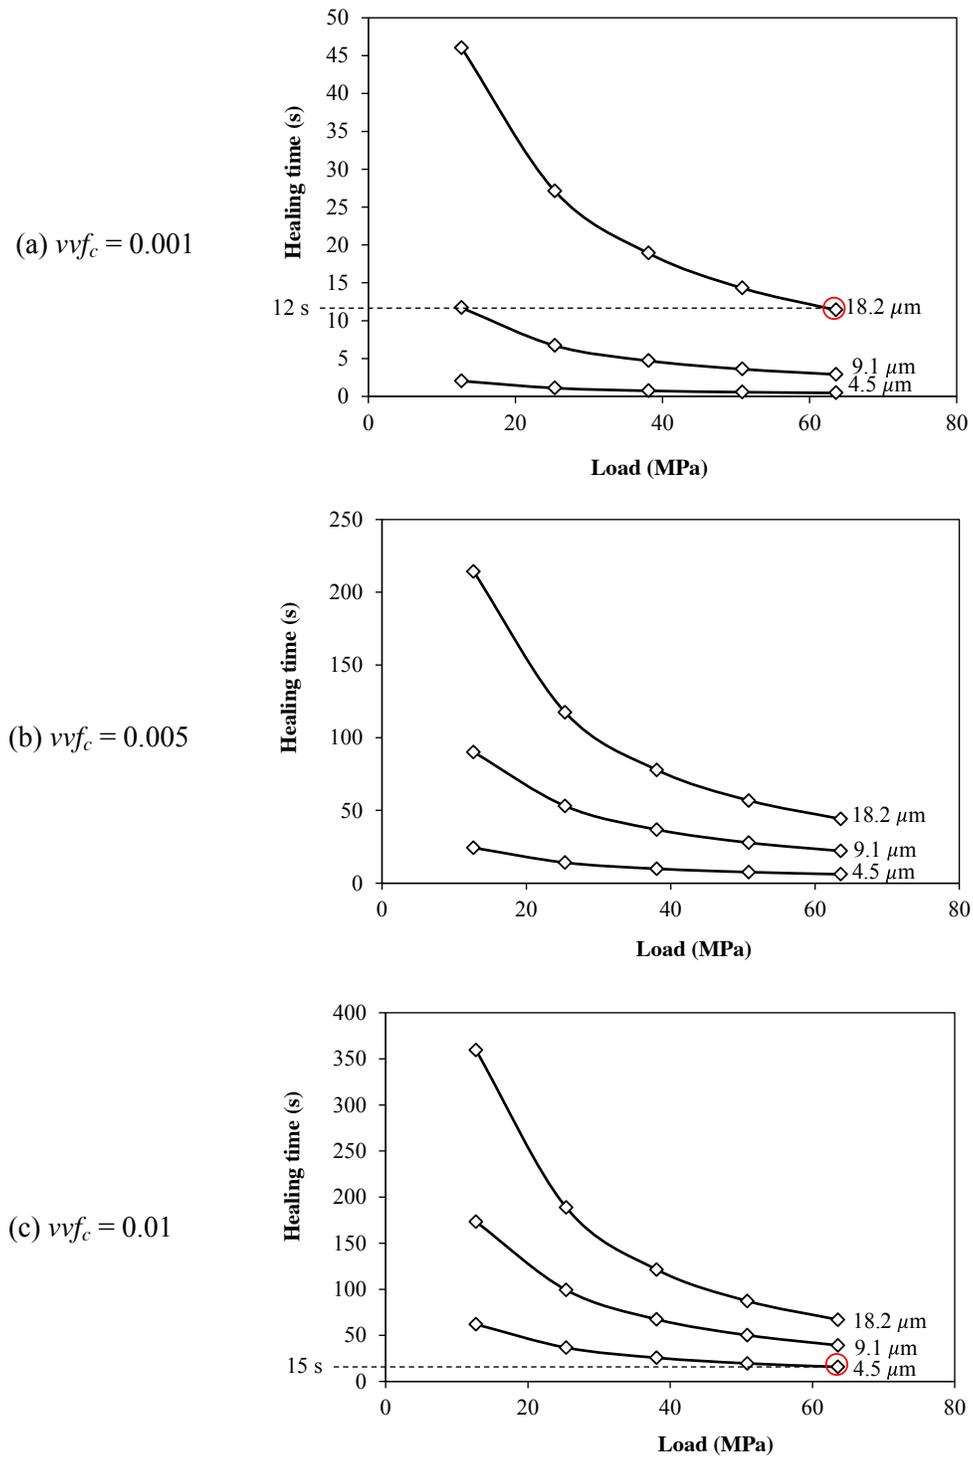 (a) vvfc = 0.001
Healing time (s)
50
45
40
35
30
25
20
15
12 s
10
5
0
18.2 µm
9.1 µm
4.5 µm
0 20 40 60 80
Load (MPa)
(b) vvfc = 0.005
Healing time (s)
250
200
150
100
50
0
18.2 µm
9.1 µm
4.5 µm
0 20 40 60 80
Load (MPa)
(c) vvfc = 0.01
Healing time (s)
400
350
300
250
200
150
100
50
15 s
0
18.2 µm
9.1 µm
4.5 µm
0 20 40 60 80
Load (MPa)